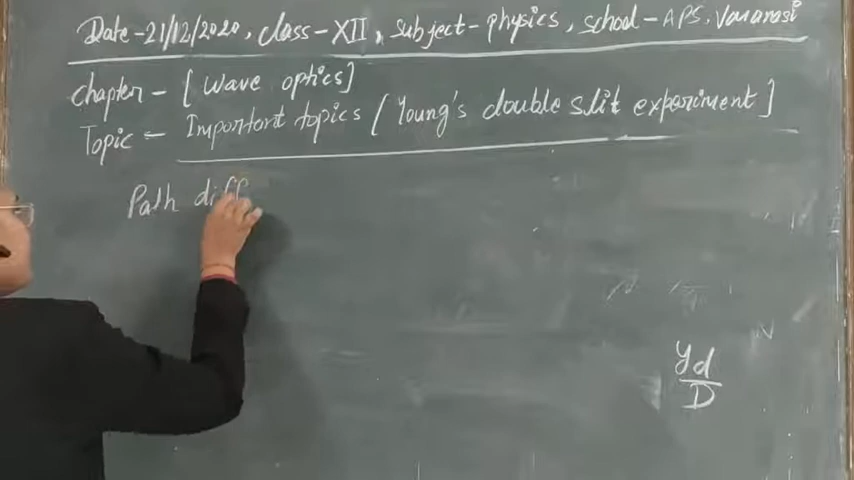 Date-21/12/2020, class-XII, subject-physics, school-APS, Varanasi
chapter - [wave optics]
Topic - Important topics [Young's double slit experiment]
Path diff
yd
D